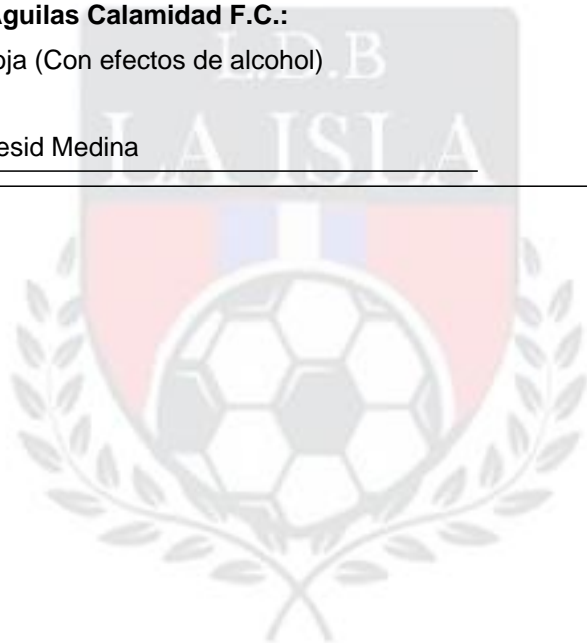 Aguilas Calamidad F.C.:
oja (Con efectos de alcohol)
esid Medina
L.D.B
LA ISLA